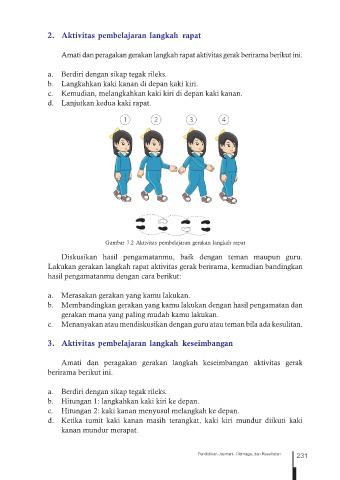 2. Aktivitas pembelajaran langkah rapat
Amati dan peragakan gerakan langkah rapat aktivitas gerak berirama berikut ini.
a. Berdiri dengan sikap tegak rileks.
b. Langkahkan kaki kanan di depan kaki kiri.
c. Kemudian, melangkahkan kaki kiri di depan kaki kanan.
d. Lanjutkan kedua kaki rapat.
1 2 3 4
Gambar 7.2 Aktivitas pembelajaran gerakan langkah rapat
Diskusikan hasil pengamatanmu, baik dengan teman maupun guru.
Lakukan gerakan langkah rapat aktivitas gerak berirama, kemudian bandingkan
hasil pengamatanmu dengan cara berikut:
a. Merasakan gerakan yang kamu lakukan.
b. Membandingkan gerakan yang kamu lakukan dengan hasil pengamatan dan
gerakan mana yang paling mudah kamu lakukan.
c. Menanyakan atau mendiskusikan dengan guru atau teman bila ada kesulitan.
3. Aktivitas pembelajaran langkah keseimbangan
Amati dan peragakan gerakan langkah keseimbangan aktivitas gerak
berirama berikut ini.
a. Berdiri dengan sikap tegak rileks.
b. Hitungan 1: langkahkan kaki kiri ke depan.
c. Hitungan 2: kaki kanan menyusul melangkah ke depan.
d. Ketika tumit kaki kanan masih terangkat, kaki kiri mundur diikuti kaki
kanan mundur merapat.
Pendidikan Jasmani, Olahraga, dan Kesehatan 231